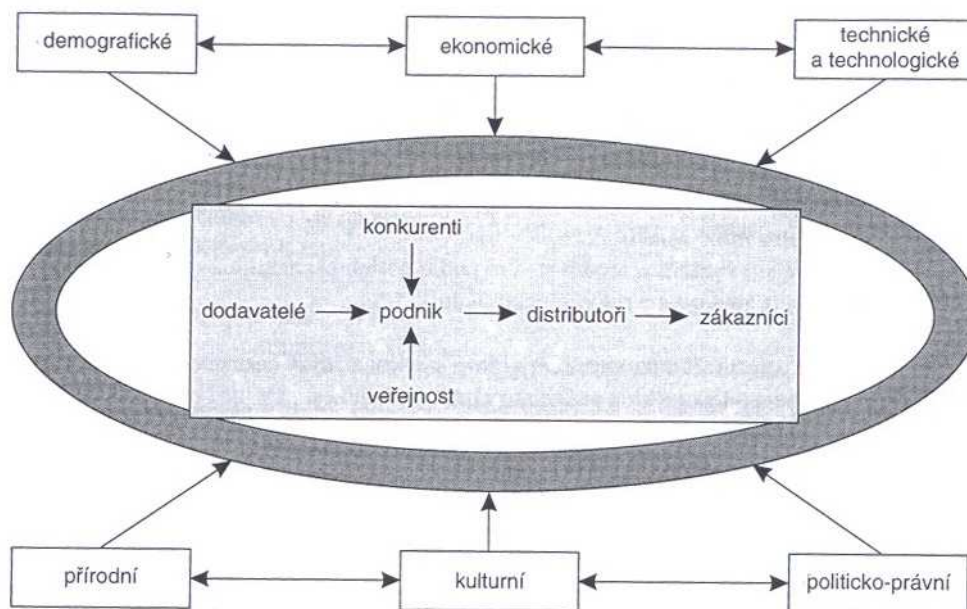 demografické
ekonomické
technické
a technologické
konkurenti
dodavatelé
podnik
distributoři
zákazníci
veřejnost
přírodní
kulturní
politicko-právní